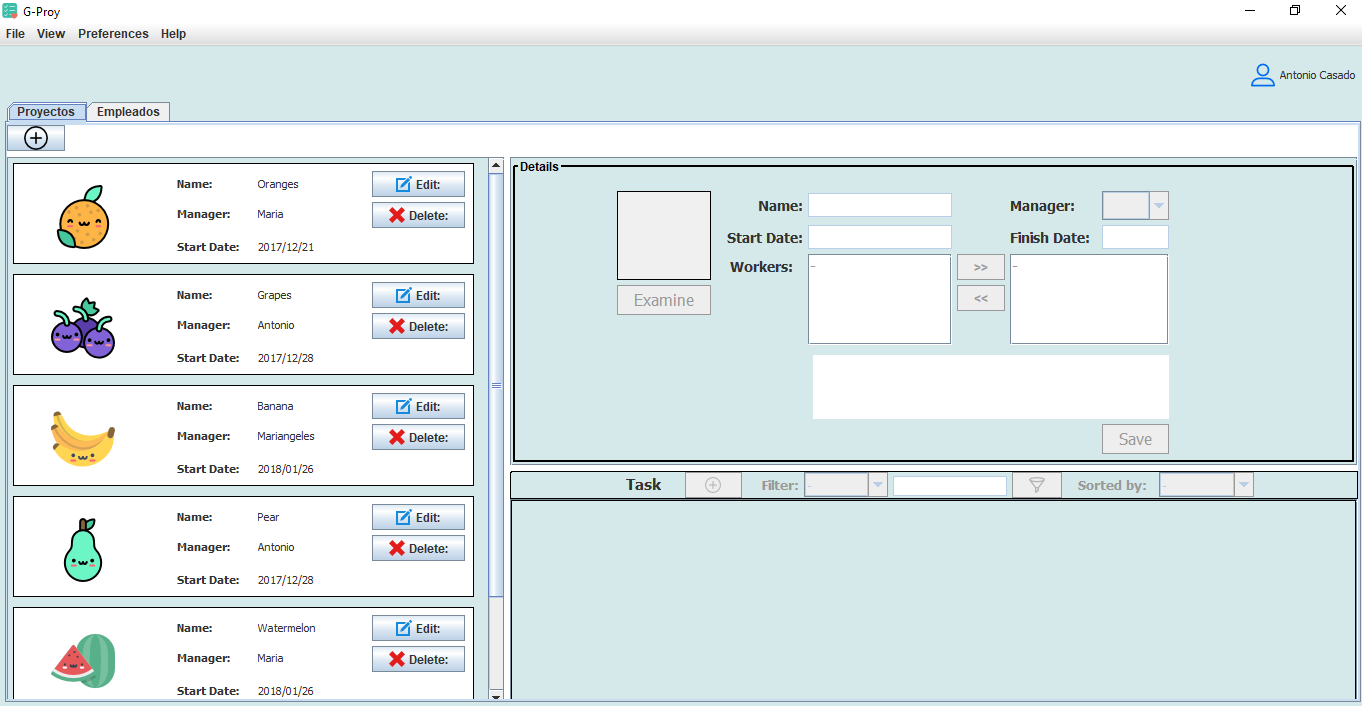 G-Proy
File View Preferences Help
Antonio Casado
Proyectos Empleados
Name: Oranges Edit:
Manager: Maria Delete:
Start Date: 2017/12/21
Name: Grapes Edit:
Manager: Antonio Delete:
Start Date: 2017/12/28
Name: Banana Edit:
Manager: Mariangeles Delete:
Start Date: 2018/01/26
Name: Pear Edit:
Manager: Antonio Delete:
Start Date: 2017/12/28
Name: Watermelon Edit:
Manager: Maria Delete:
Start Date: 2018/01/26
Details
Name: Manager:
Start Date: Finish Date:
Workers: - >> -
<<
Examine
Save
Task Filter: - Sorted by: -